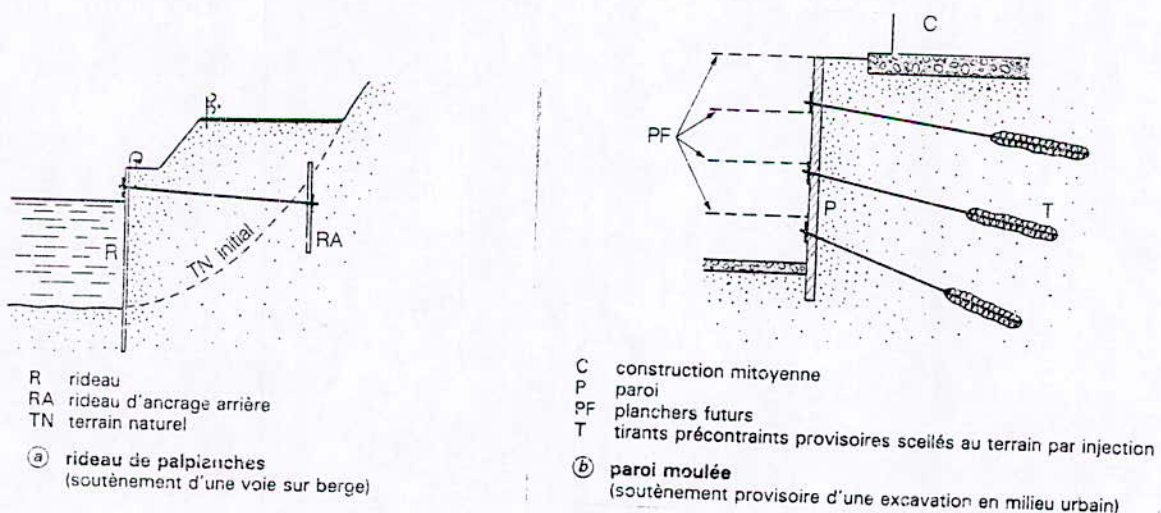 R
TN initial
RA
R rideau
RA rideau d'ancrage arrière
TN terrain naturel
ⓐ rideau de palplanches
(soutènement d'une voie sur berge)
C
PF
P
T
C construction mitoyenne
P paroi
PF planchers futurs
T tirants précontraints provisoires scellés au terrain par injection
ⓑ paroi moulée
(soutènement provisoire d'une excavation en milieu urbain)